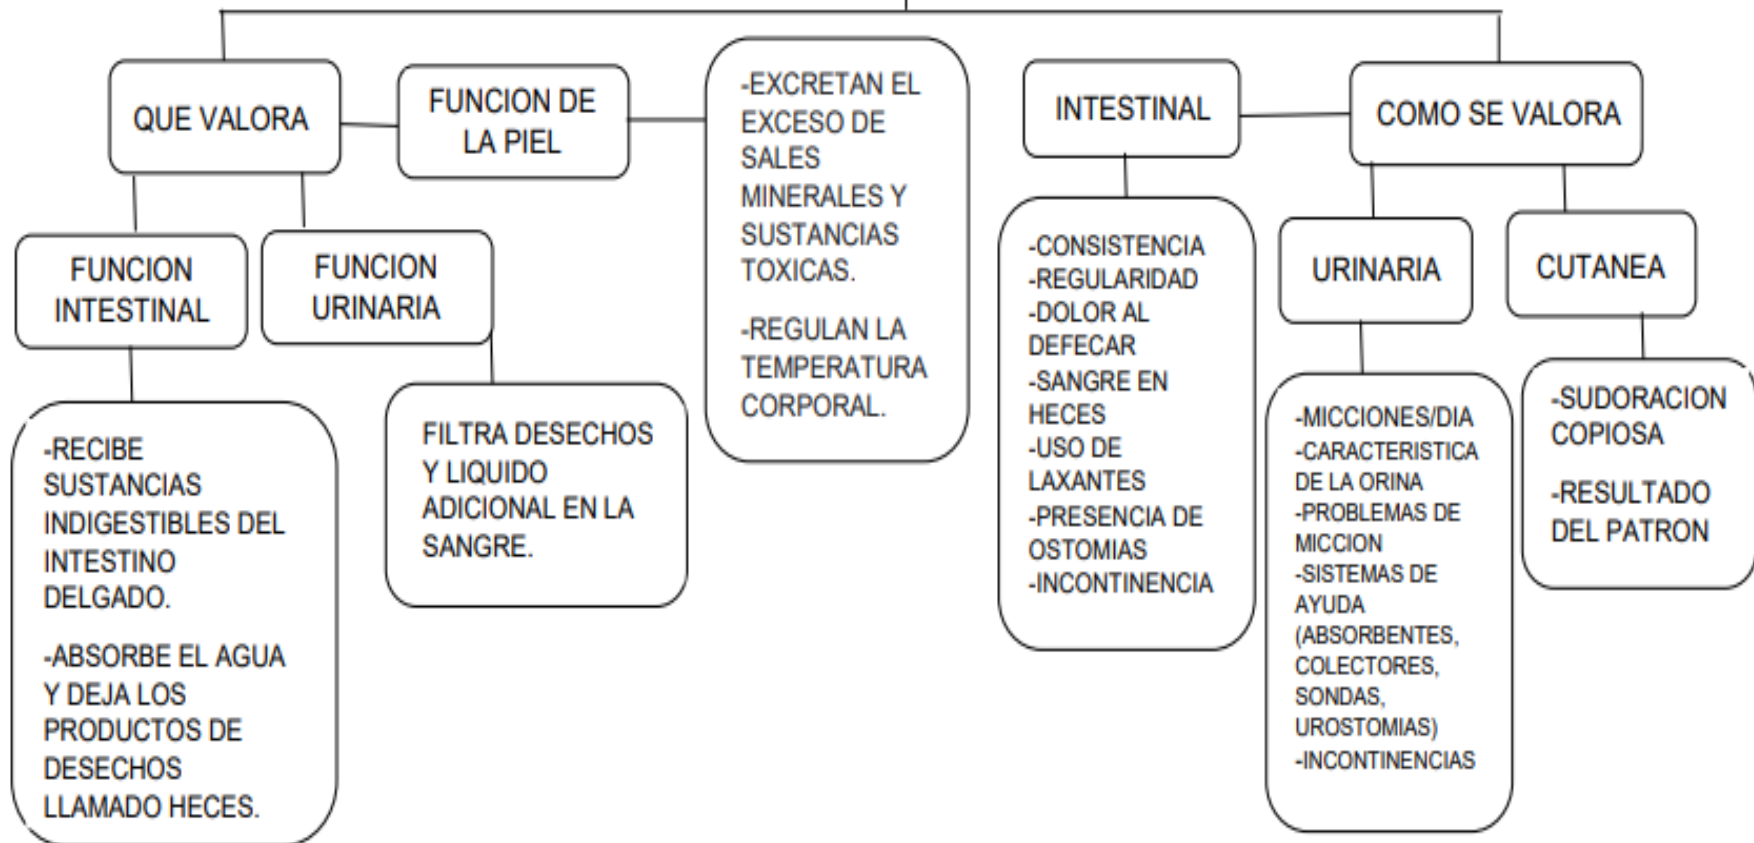 QUE VALORA
FUNCION DE
LA PIEL
-EXCRETAN EL
EXCESO DE
SALES
MINERALES Y
SUSTANCIAS
TOXICAS.
-REGULAN LA
TEMPERATURA
CORPORAL.
FUNCION
INTESTINAL
FUNCION
URINARIA
-RECIBE
SUSTANCIAS
INDIGESTIBLES DEL
INTESTINO
DELGADO.
-ABSORBE EL AGUA
Y DEJA LOS
PRODUCTOS DE
DESECHOS
LLAMADO HECES.
FILTRA DESECHOS
Y LIQUIDO
ADICIONAL EN LA
SANGRE.
INTESTINAL
COMO SE VALORA
-CONSISTENCIA
-REGULARIDAD
-DOLOR AL
DEFECAR
-SANGRE EN
HECES
-USO DE
LAXANTES
-PRESENCIA DE
OSTOMIAS
-INCONTINENCIA
URINARIA
CUTANEA
-MICCIONES/DIA
-CARACTERISTICA
DE LA ORINA
-PROBLEMAS DE
MICCION
-SISTEMAS DE
AYUDA
(ABSORBENTES,
COLECTORES,
SONDAS,
UROSTOMIAS)
-INCONTINENCIAS
-SUDORACION
COPIOSA
-RESULTADO
DEL PATRON